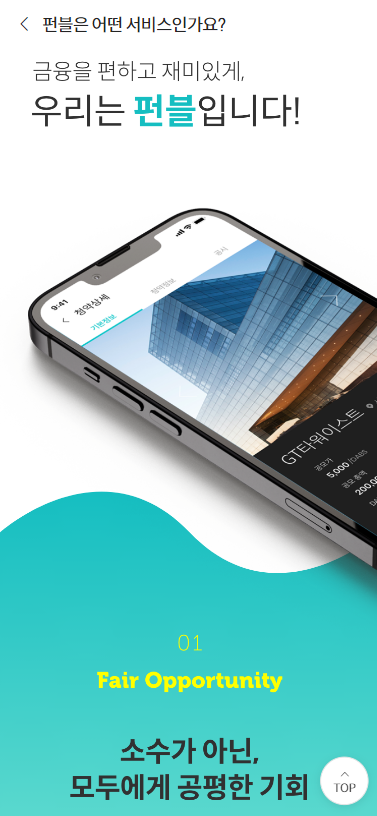 펀블은 어떤 서비스인가요?
금융을 편하고 재미있게,
우리는 펀블입니다!
9:41
청약상세
기본정보
청약정보
공시
GT타워이스트
공모가
5,000 /DABS
공모 총액
200,00
DA
01
Fair Opportunity
소수가 아닌,
모두에게 공평한 기회
TOP